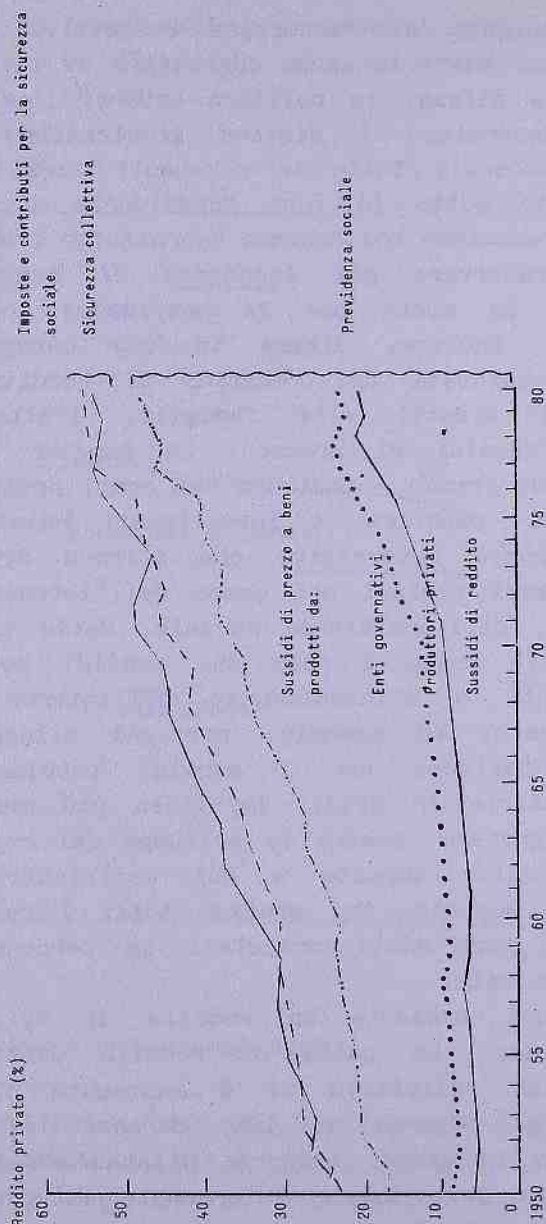 Reddito privato (%)
Imposte e contributi per la sicurezza
sociale
Sicurezza collettiva
Previdenza sociale
Sussidi di prezzo a beni
prodotti da:
Enti governativi
Produttori privati
Sussidi di reddito
60
50
40
30
20
10
0
1950
55
60
65
70
75
80